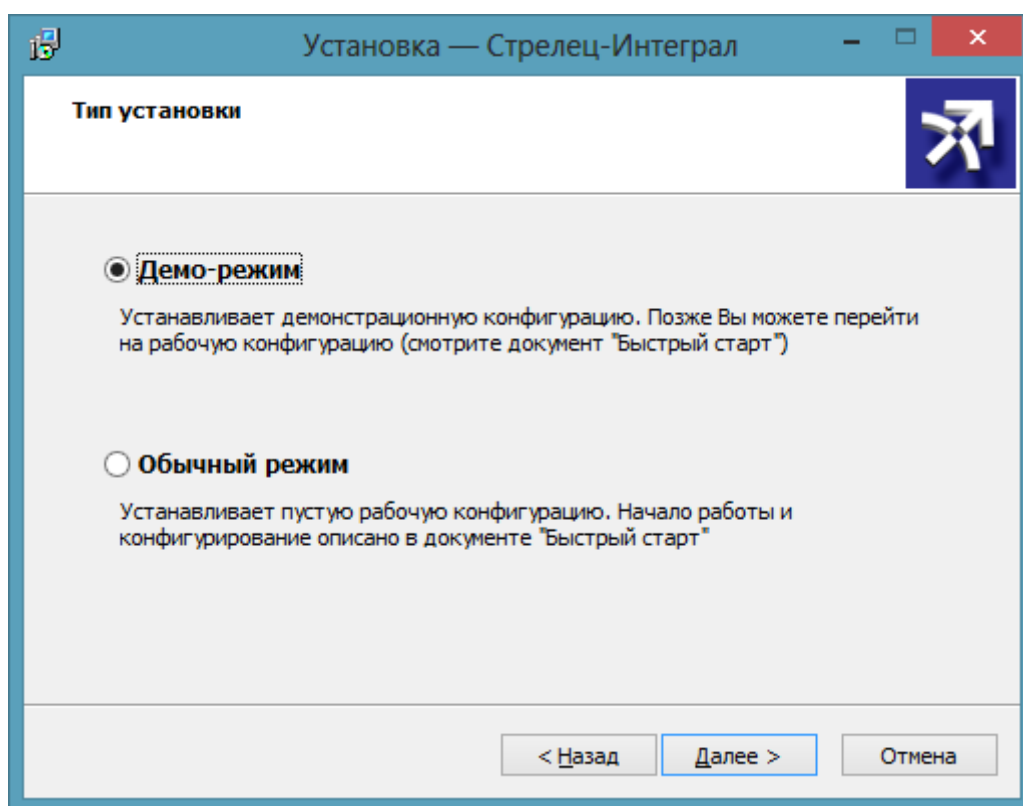 Установка — Стрелец-Интеграл
Тип установки
Демо-режим
Устанавливает демонстрационную конфигурацию. Позже Вы можете перейти
на рабочую конфигурацию (смотрите документ "Быстрый старт")
Обычный режим
Устанавливает пустую рабочую конфигурацию. Начало работы и
конфигурирование описано в документе "Быстрый старт"
< Назад
Далее >
Отмена